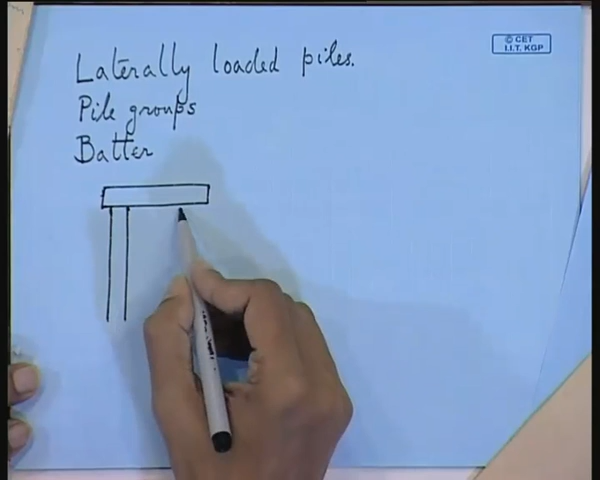 Laterally loaded piles.
Pile groups
Batter
© CET
I.I.T. KGP